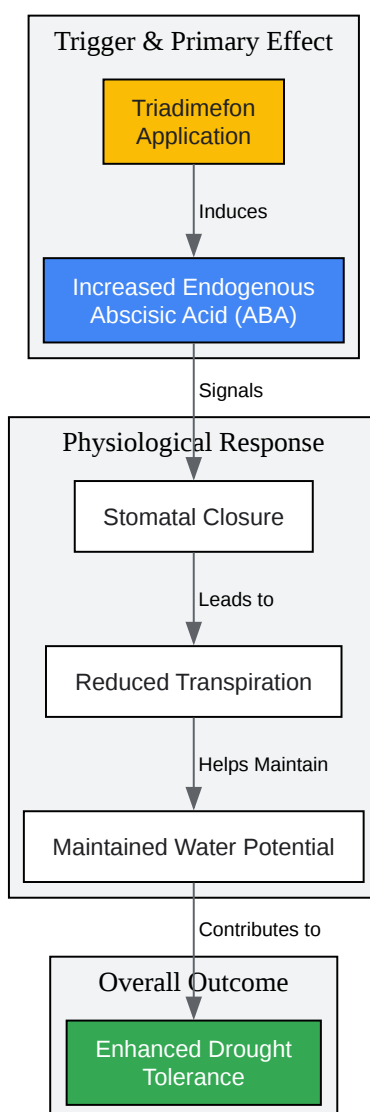 Trigger & Primary Effect
Triadimefon
Application
Induces
Increased Endogenous
Abscisic Acid (ABA)
Signals
Physiological Response
Stomatal Closure
Leads to
Reduced Transpiration
Helps Maintain
Maintained Water Potential
Contributes to
Overall Outcome
Enhanced Drought
Tolerance